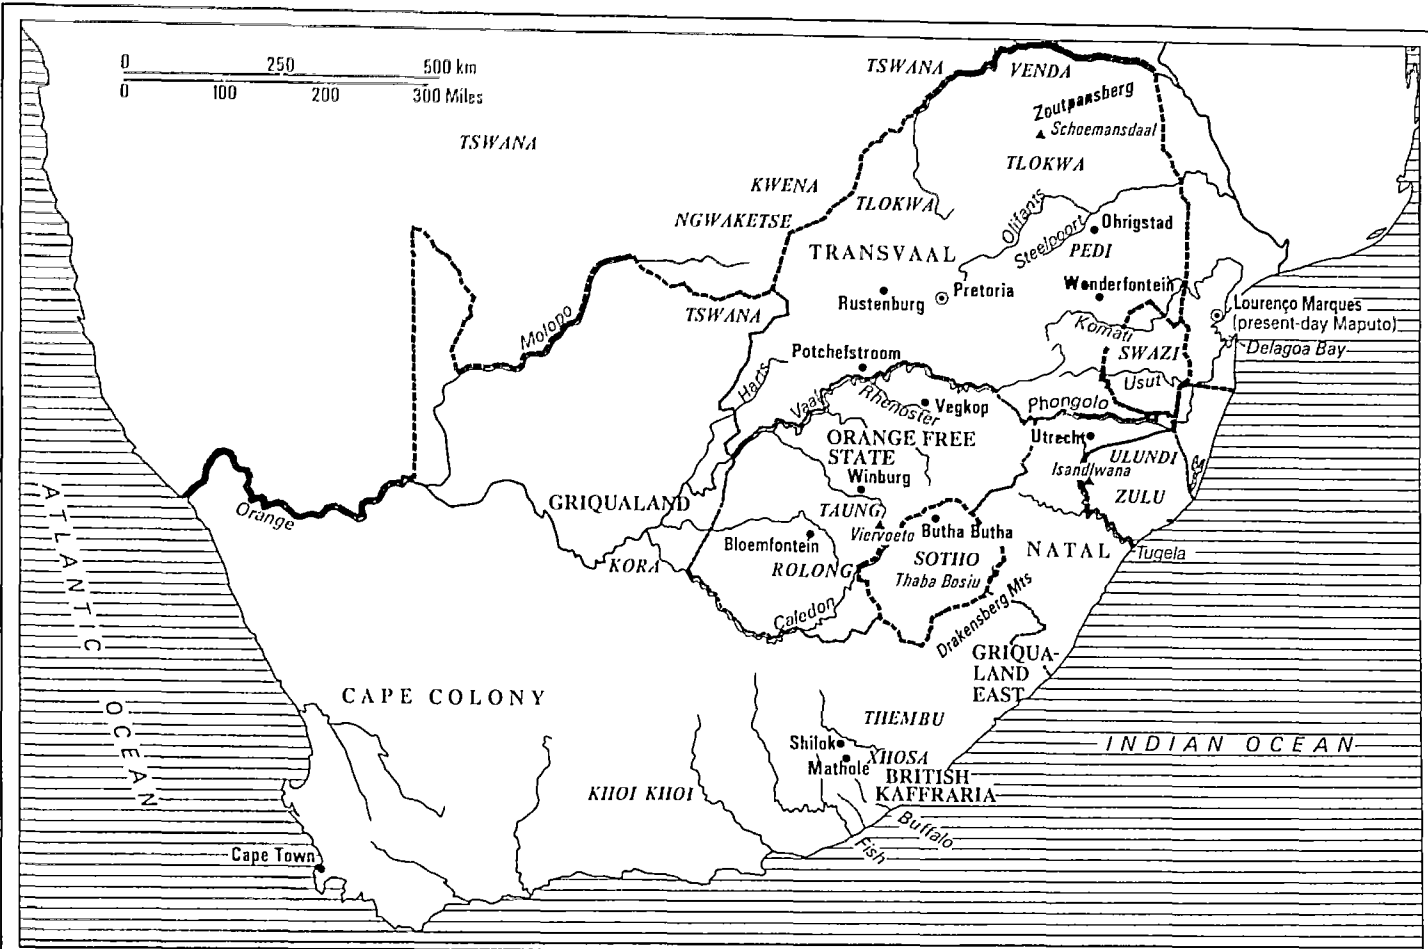 0 250 500 km
0 100 200 300 Miles
TSWANA
VENDA
Zoutpansberg
Schoemansdaal
TSWANA
TLOKWA
KWENA
TLOKWA
NGWAKETSE
Olifants
Steelpoort
Ohrigstad
PEDI
TRANSVAAL
Wonderfontein
Pretoria
Rustenburg
Lourenço Marques
(present-day Maputo)
TSWANA
Molopo
Komati
Delagoa Bay
SWAZI
Potchefstroom
Harts
Usut
Rhenoster
Vegkop
Phongolo
Vaal
ORANGE FREE
STATE
Utrecht
ULUNDI
Isandlwana
Winburg
ZULU
GRIQUALAND
Orange
TAUNG
Viervoeto
Butha Butha
Bloemfontein
NATAL
Tugela
SOTHO
KORA
ROLONG
Thaba Bosiu
Caledon
Drakensberg Mts
ATLANTIC OCEAN
GRIQUA-
LAND
EAST
CAPE COLONY
THEMBU
INDIAN OCEAN
Shilok
XHOSA
Mathole
BRITISH
KAFFRARIA
KHOI KHOI
Buffalo
Fish
Cape Town